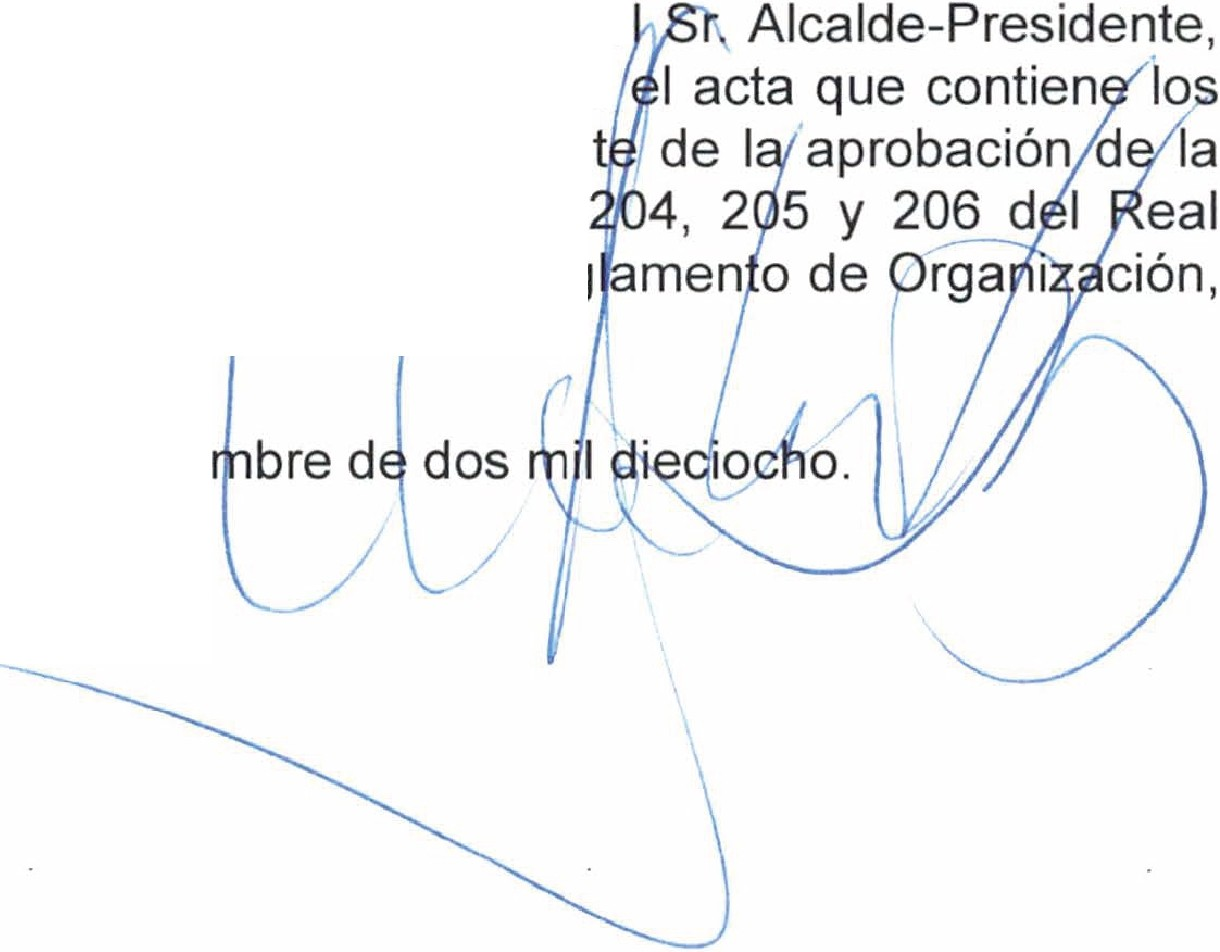 l Sr. Alcalde-Presidente,
el acta que contiene los
te de la aprobación de la
204, 205 y 206 del Real
glamento de Organización,
mbre de dos mil dieciocho.